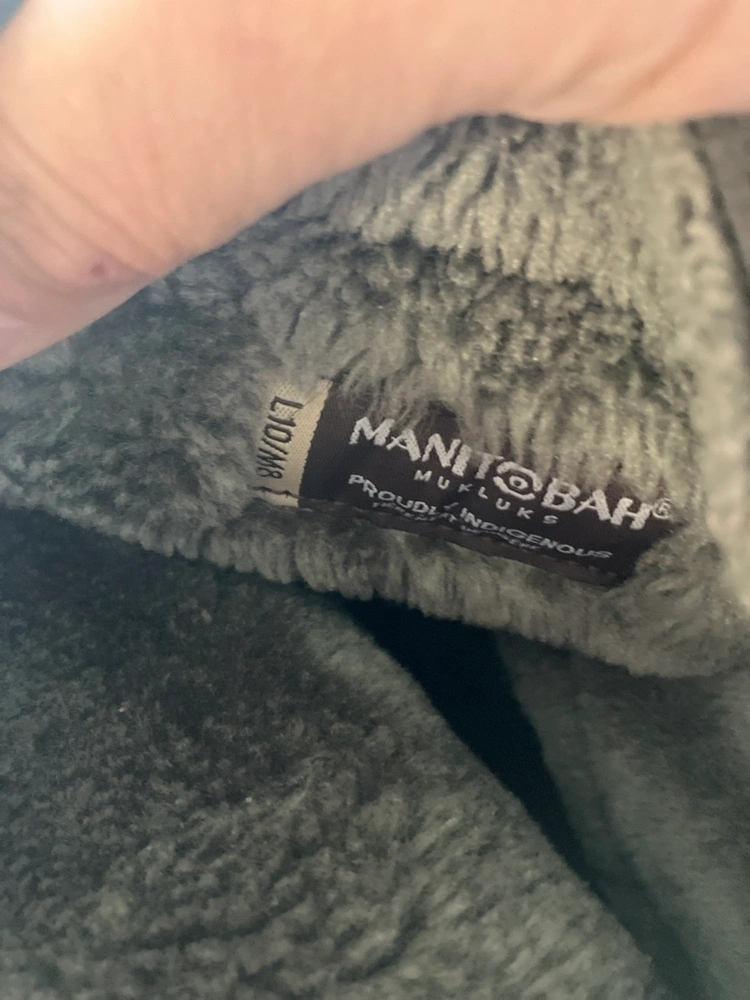 L10/M8
MANITOBAH®
MUKLUKS
PROUDLY INDIGENOUS